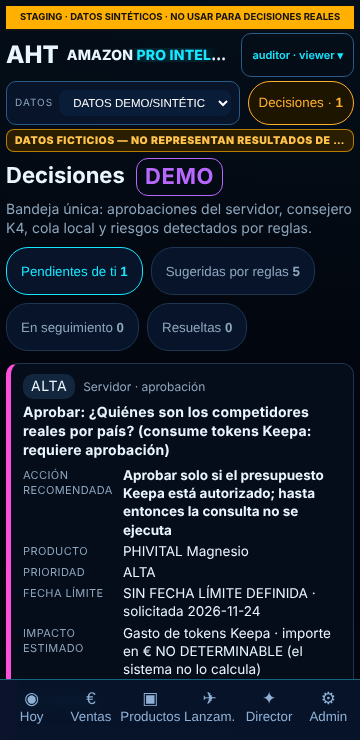 STAGING · DATOS SINTÉTICOS · NO USAR PARA DECISIONES REALES
AHT AMAZON PRO INTEL... auditor · viewer ▾
DATOS DATOS DEMO/SINTÉTIC Decisiones · 1
DATOS FICTICIOS — NO REPRESENTAN RESULTADOS DE ...
Decisiones DEMO
Bandeja única: aprobaciones del servidor, consejero
K4, cola local y riesgos detectados por reglas.
Pendientes de ti 1 Sugeridas por reglas 5
En seguimiento 0 Resueltas 0
ALTA Servidor · aprobación
Aprobar: ¿Quiénes son los competidores
reales por país? (consume tokens Keepa:
requiere aprobación)
ACCIÓN RECOMENDADA
Aprobar solo si el presupuesto
Keepa está autorizado; hasta
entonces la consulta no se
ejecuta
PRODUCTO PHIVITAL Magnesio
PRIORIDAD ALTA
FECHA LÍMITE SIN FECHA LÍMITE DEFINIDA ·
solicitada 2026-11-24
IMPACTO ESTIMADO
Gasto de tokens Keepa · importe
en € NO DETERMINABLE (el
sistema no lo calcula)
Hoy Ventas Productos Lanzam. Director Admin